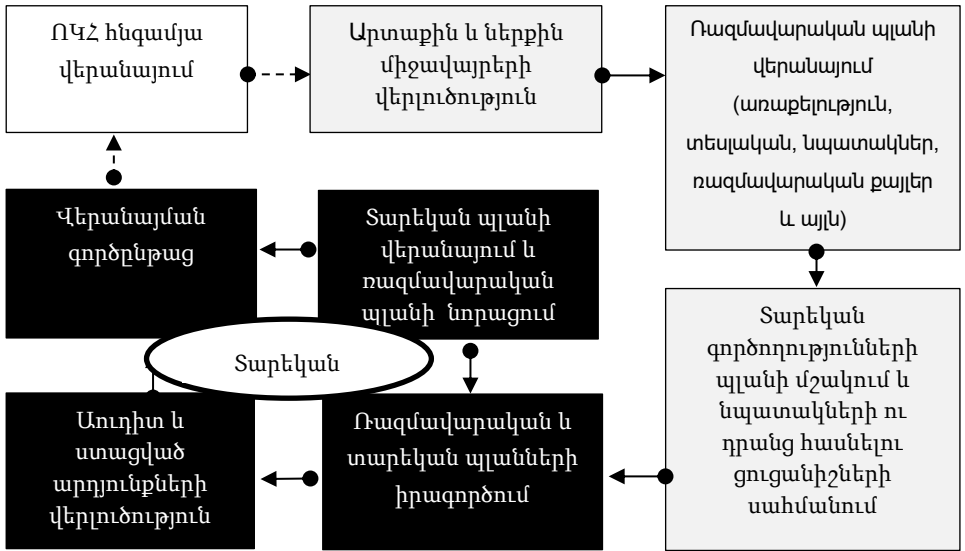 ՈԿՀ հնգամյա
վերանայում
Արտաքին և ներքին
միջավայրերի
վերլուծություն
Ռազմավարական պլանի
վերանայում
(առաքելություն,
տեսլական, նպատակներ,
ռազմավարական քայլեր
և այլն)
Վերանայման
գործընթաց
Տարեկան պլանի
վերանայում և
ռազմավարական
պլանի նորացում
Տարեկան
գործողությունների
պլանի մշակում և
նպատակների ու
դրանց հասնելու
ցուցանիշների
սահմանում
Տարեկան
Աուդիտ և
ստացված
արդյունքների
վերլուծություն
Ռազմավարական և
տարեկան պլանների
իրագործում